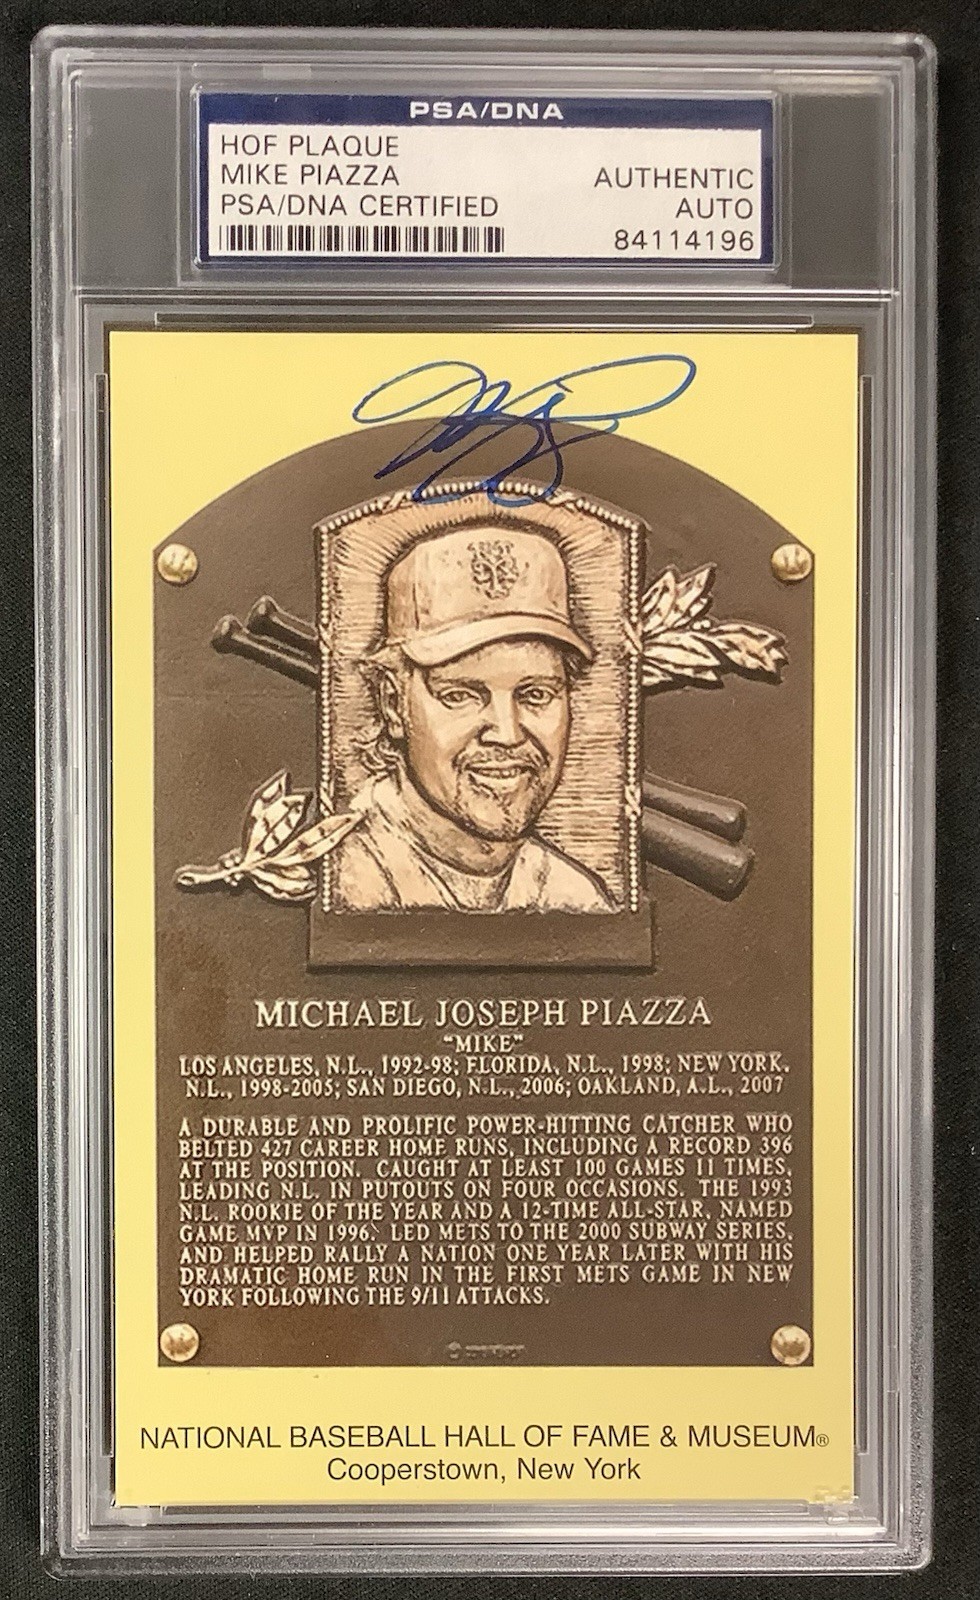 PSA/DNA
HOF PLAQUE
MIKE PIAZZA
PSA/DNA CERTIFIED
AUTHENTIC
AUTO
84114196
MICHAEL JOSEPH PIAZZA
"MIKE"
LOS ANGELES, N.L., 1992-98; FLORIDA, N.L., 1998; NEW YORK,
N.L., 1998-2005; SAN DIEGO, N.L., 2006; OAKLAND, A.L., 2007
A DURABLE AND PROLIFIC POWER-HITTING CATCHER WHO
BELTED 427 CAREER HOME RUNS, INCLUDING A RECORD 396
AT THE POSITION. CAUGHT AT LEAST 100 GAMES 11 TIMES,
LEADING N.L. IN PUTOUTS ON FOUR OCCASIONS. THE 1993
N.L. ROOKIE OF THE YEAR AND A 12-TIME ALL-STAR, NAMED
GAME MVP IN 1996. LED METS TO THE 2000 SUBWAY SERIES,
AND HELPED RALLY A NATION ONE YEAR LATER WITH HIS
DRAMATIC HOME RUN IN THE FIRST METS GAME IN NEW
YORK FOLLOWING THE 9/11 ATTACKS.
NATIONAL BASEBALL HALL OF FAME & MUSEUM®
Cooperstown, New York